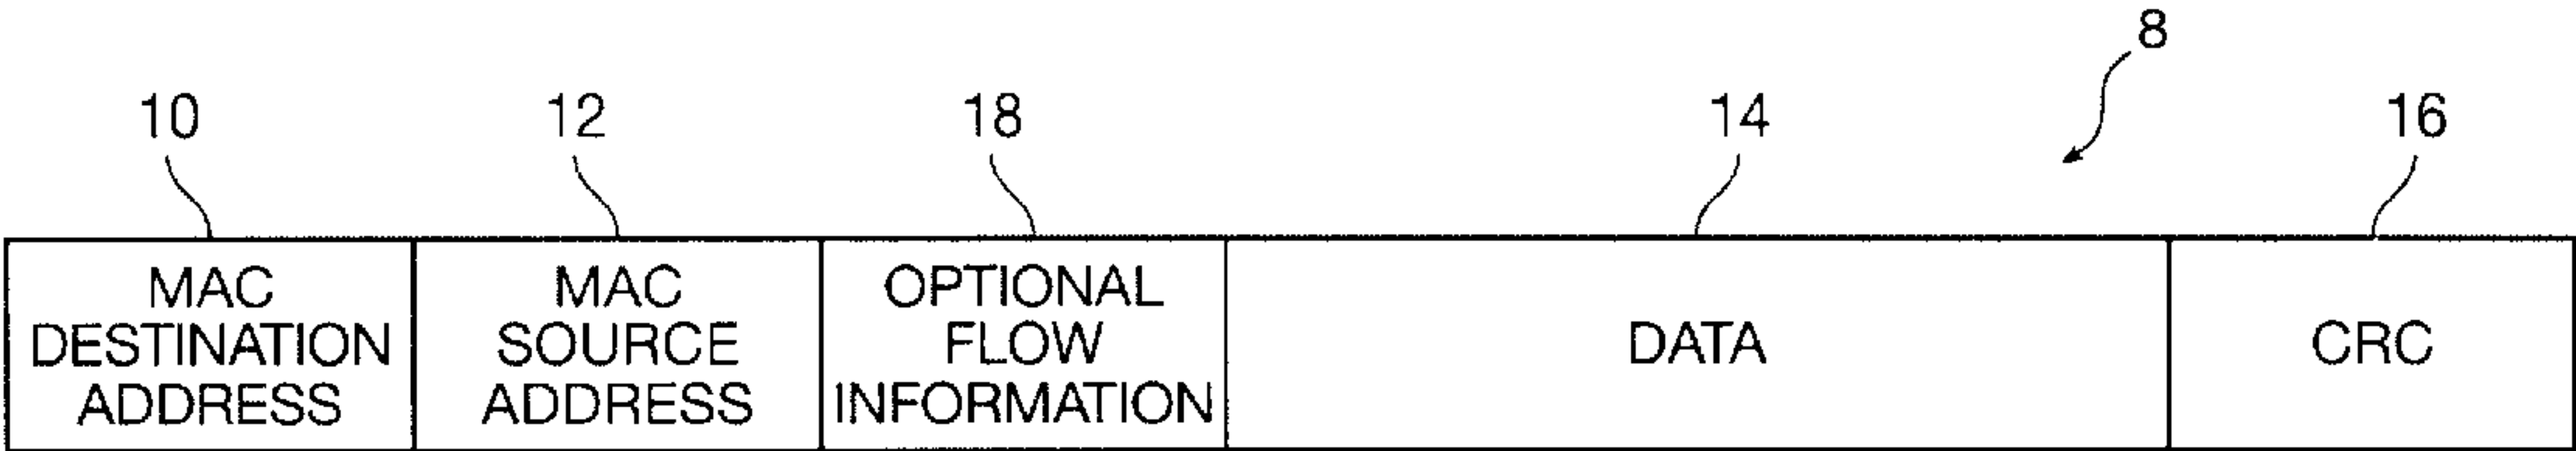 8
10
12
18
14
16
MAC
DESTINATION
ADDRESS
MAC
SOURCE
ADDRESS
OPTIONAL
FLOW
INFORMATION
DATA
CRC